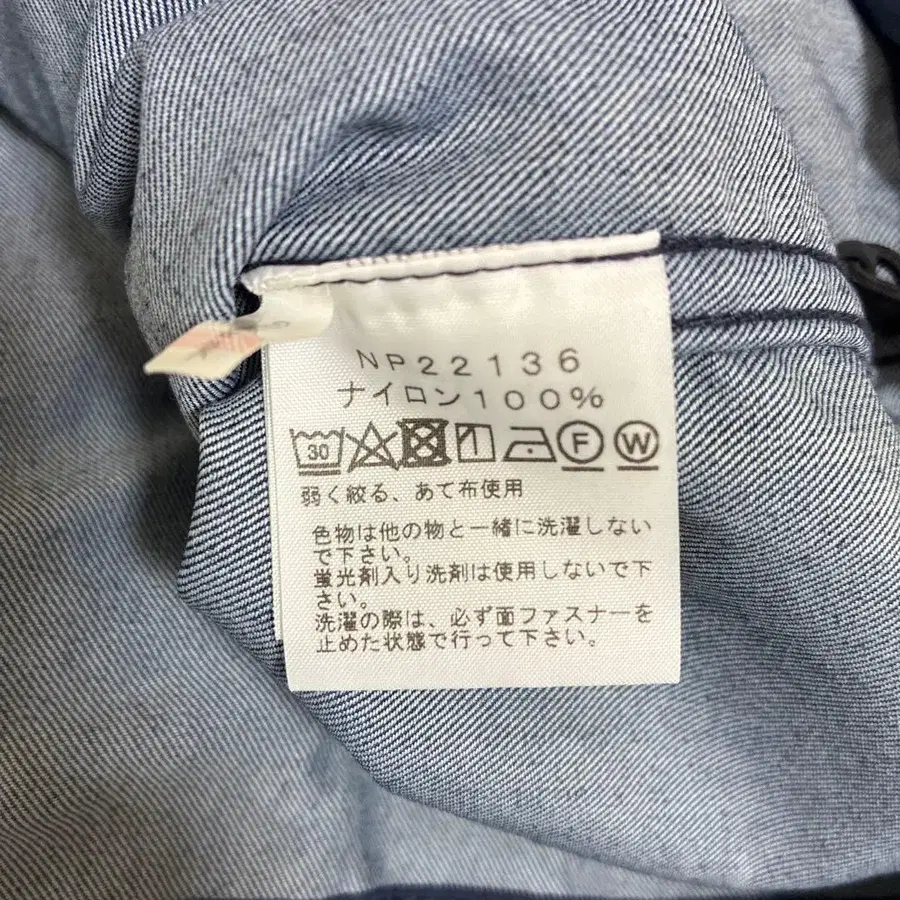 NP22136
ナイロン100%
30 F W
弱く絞る、あて布使用
色物は他の物と一緒に洗濯しない
で下さい。
蛍光剤入り洗剤は使用しないで下
さい。
洗濯の際は、必ず面ファスナーを
止めた状態で行って下さい。